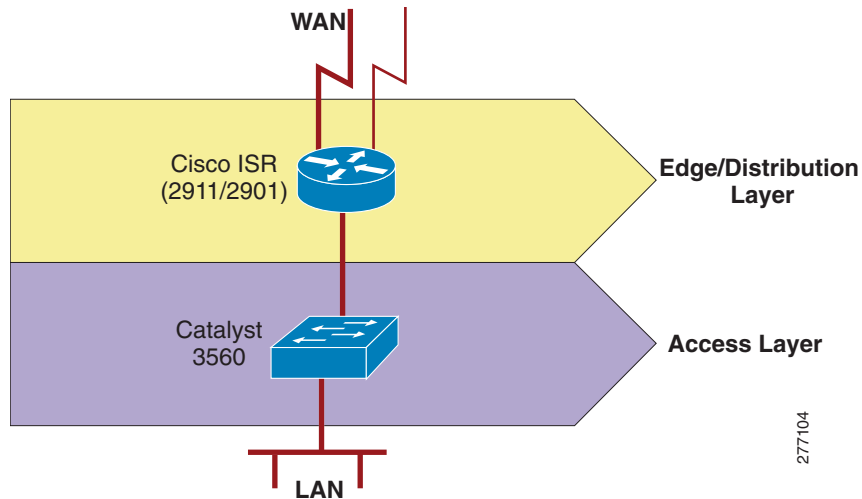 WAN
Cisco ISR
(2911/2901)
Edge/Distribution
Layer
Catalyst
3560
Access Layer
277104
LAN